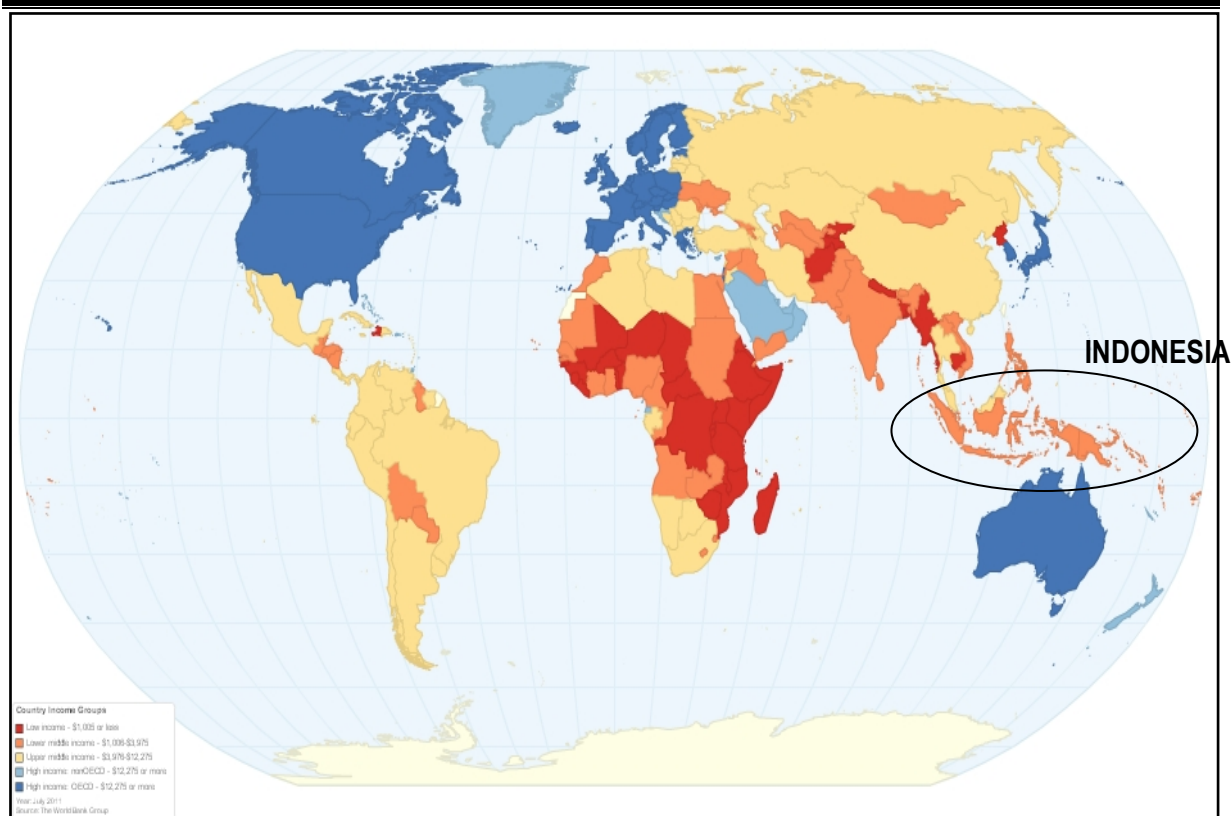 INDONESIA
Country Income Groups
Low income - $1,005 or less
Lower middle income - $1,006-$3,975
Upper middle income - $3,976-$12,275
High income: nonOECD - $12,275 or more
High income: OECD - $12,275 or more
Year: July 2011
Source: The World Bank Group